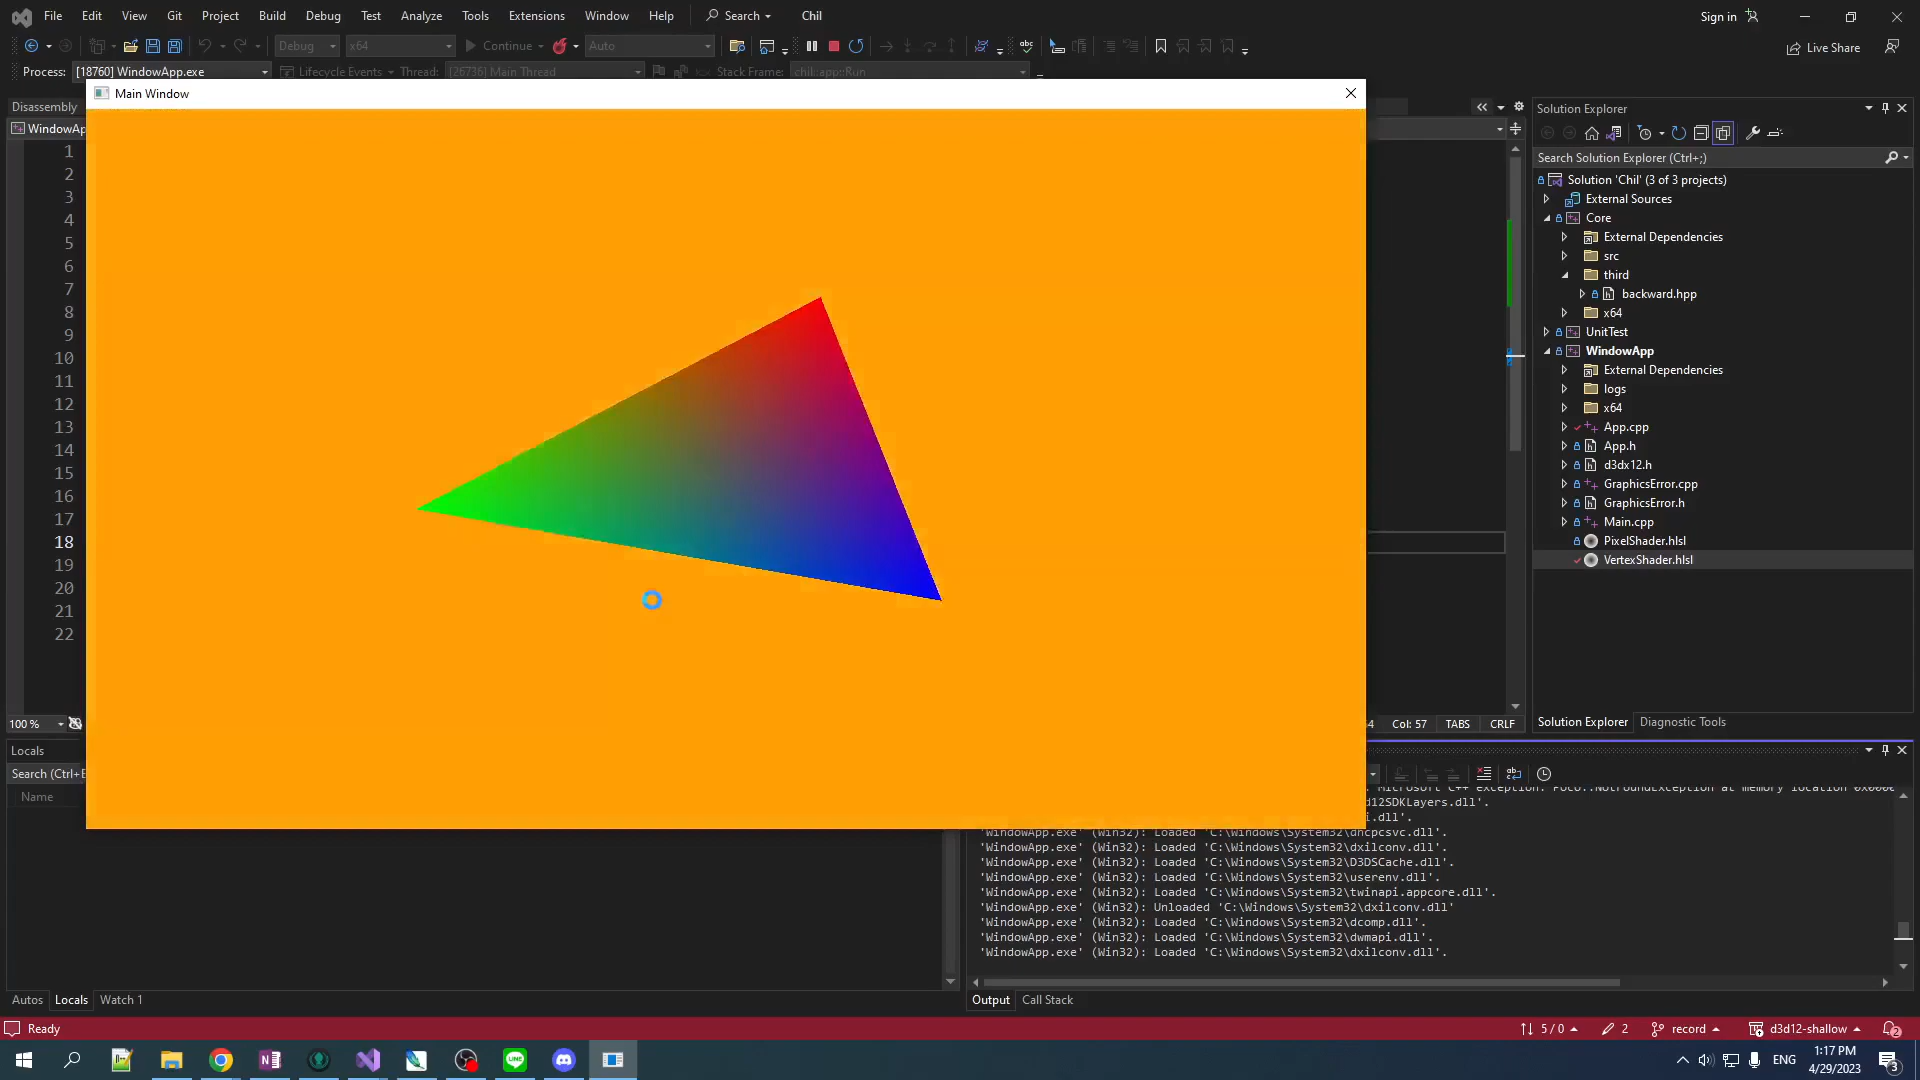 File Edit View Git Project Build Debug Test Analyze Tools Extensions Window Help Search Chil Sign in
Debug x64 Continue Auto Live Share
Process: [18760] WindowApp.exe Lifecycle Events Thread: [26736] Main Thread Stack Frame: chil::app::Run
Main Window
Disassembly
WindowAp
1
2
3
4
5
6
7
8
9
10
11
12
13
14
15
16
17
18
19
20
21
22
100 %
Col: 57 TABS CRLF
Solution Explorer
Search Solution Explorer (Ctrl+;)
Solution 'Chil' (3 of 3 projects)
External Sources
Core
External Dependencies
src
third
backward.hpp
x64
UnitTest
WindowApp
External Dependencies
logs
x64
App.cpp
App.h
d3dx12.h
GraphicsError.cpp
GraphicsError.h
Main.cpp
PixelShader.hlsl
VertexShader.hlsl
Solution Explorer Diagnostic Tools
Locals
Search (Ctrl+E
Name
Autos Locals Watch 1
d12SDKLayers.dll'.
i.dll'.
'WindowApp.exe' (Win32): Loaded 'C:\Windows\System32\dhcpcsvc.dll'.
'WindowApp.exe' (Win32): Loaded 'C:\Windows\System32\dxilconv.dll'.
'WindowApp.exe' (Win32): Loaded 'C:\Windows\System32\D3DSCache.dll'.
'WindowApp.exe' (Win32): Loaded 'C:\Windows\System32\userenv.dll'.
'WindowApp.exe' (Win32): Loaded 'C:\Windows\System32\twinapi.appcore.dll'.
'WindowApp.exe' (Win32): Unloaded 'C:\Windows\System32\dxilconv.dll'
'WindowApp.exe' (Win32): Loaded 'C:\Windows\System32\dcomp.dll'.
'WindowApp.exe' (Win32): Loaded 'C:\Windows\System32\dwmapi.dll'.
'WindowApp.exe' (Win32): Loaded 'C:\Windows\System32\dxilconv.dll'.
Output Call Stack
Ready 5 / 0 2 record d3d12-shallow 2
ENG 1:17 PM
4/29/2023 3